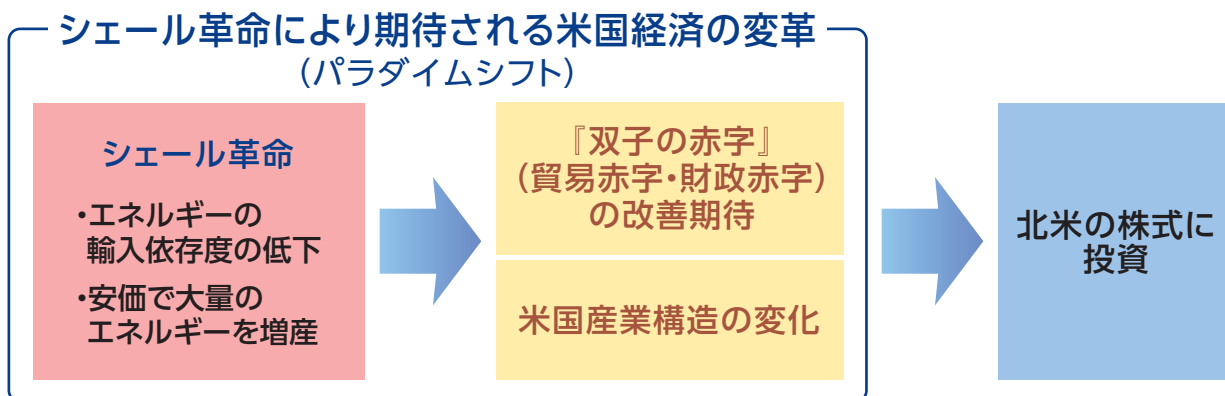 シェール革命により期待される米国経済の変革
(パラダイムシフト)
シェール革命
・エネルギーの
輸入依存度の低下
・安価で大量の
エネルギーを増産
『双子の赤字』
(貿易赤字・財政赤字)
の改善期待
米国産業構造の変化
北米の株式に
投資